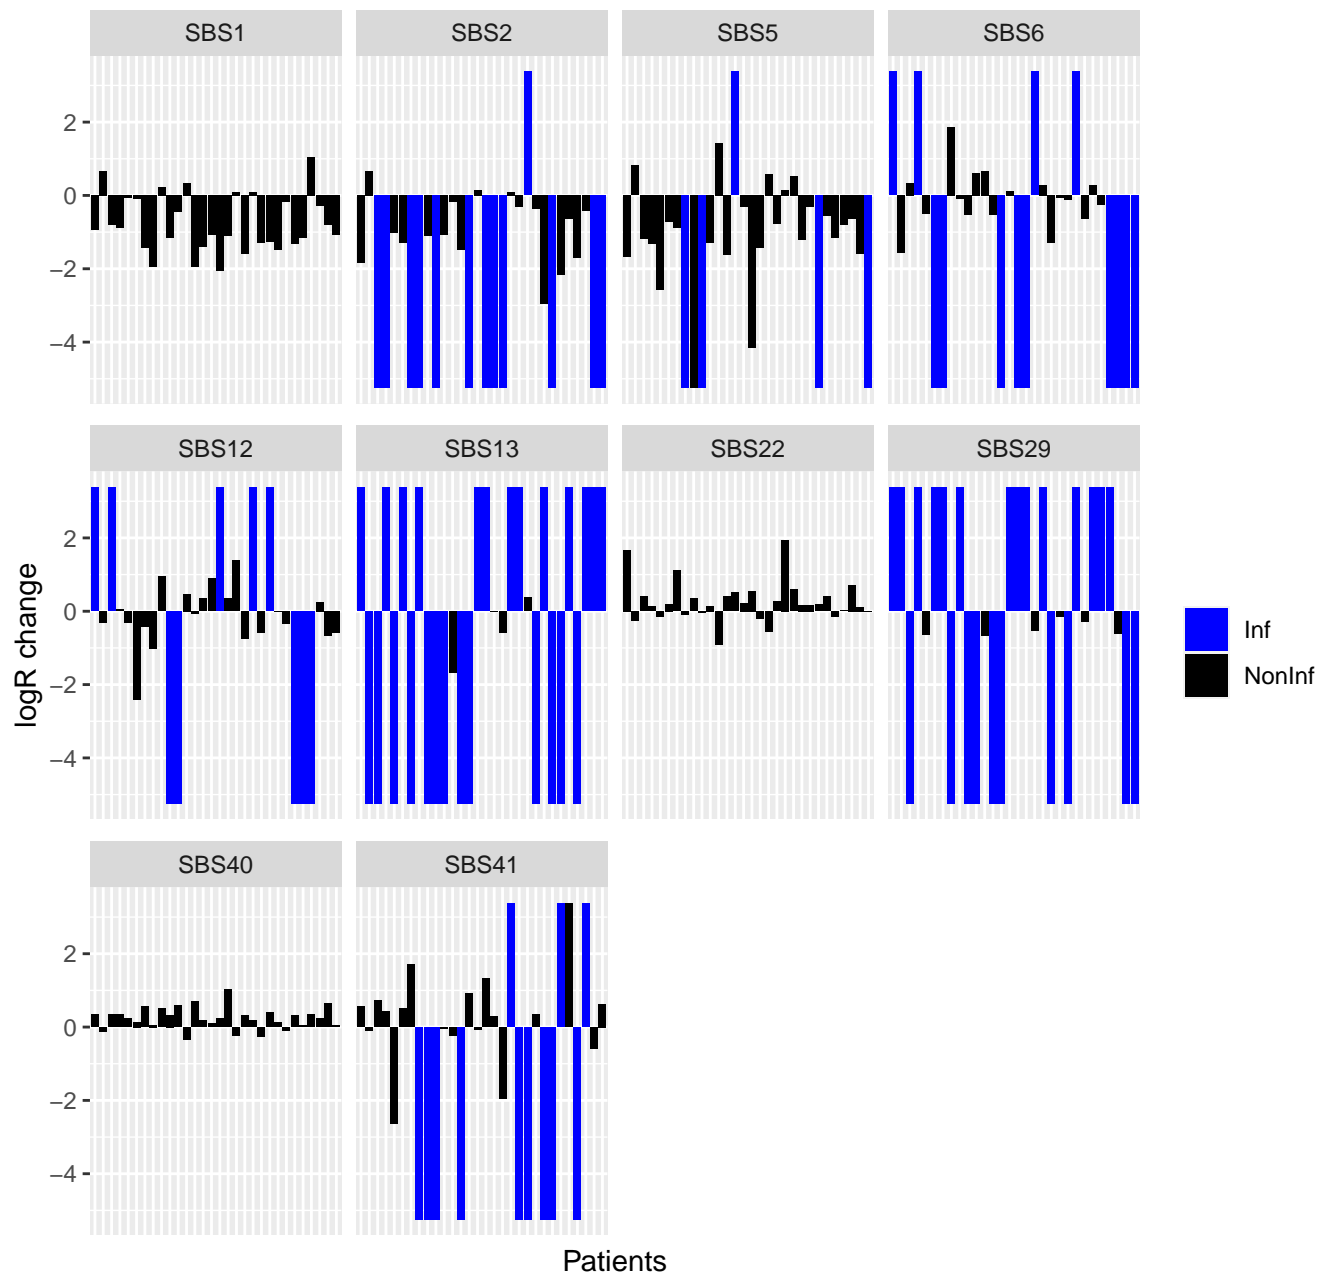 SBS1 SBS2 SBS5 SBS6
2
0
−2
−4
SBS12 SBS13 SBS22 SBS29
2
0
−2
−4
SBS40 SBS41
2
0
−2
−4
logR change
Patients
Inf
NonInf